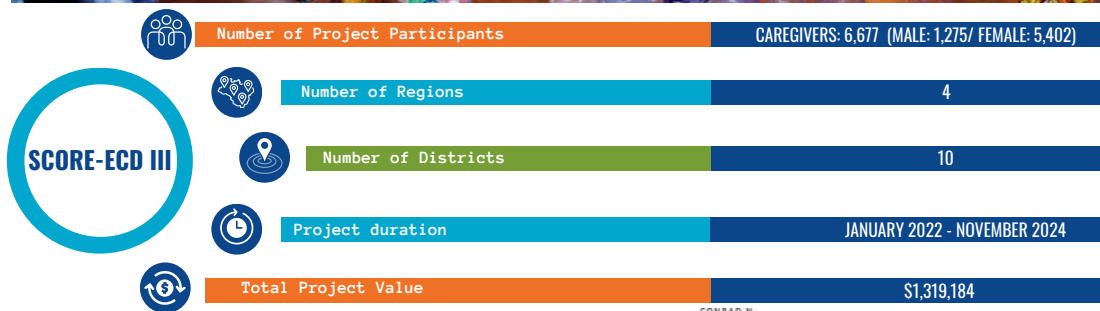 Number of Project Participants
CAREGIVERS: 6,677 (MALE: 1,275/ FEMALE: 5,402)
Number of Regions
4
SCORE-ECD III
Number of Districts
10
Project duration
JANUARY 2022 - NOVEMBER 2024
Total Project Value
$1,319,184